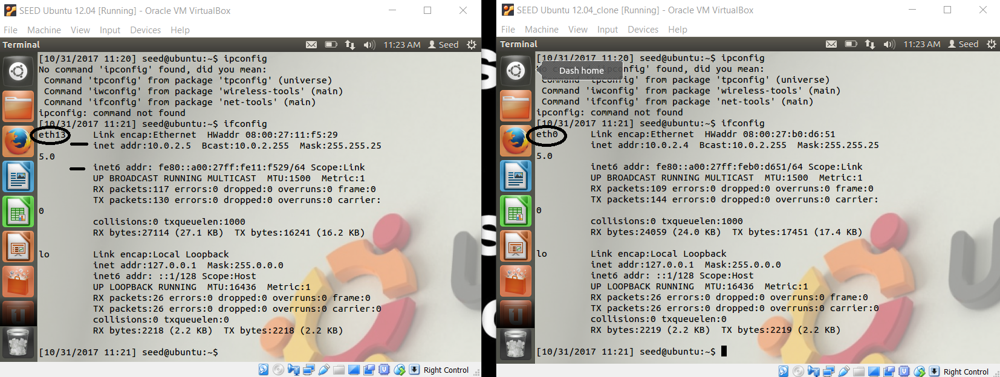 SEED Ubuntu 12.04 [Running] - Oracle VM VirtualBox
File Machine View Input Devices Help
Terminal 11:23 AM Seed
[10/31/2017 11:20] seed@ubuntu:~$ ipconfig
No command 'ipconfig' found, did you mean:
Command 'tpconfig' from package 'tpconfig' (universe)
Command 'iwconfig' from package 'wireless-tools' (main)
Command 'ifconfig' from package 'net-tools' (main)
ipconfig: command not found
[10/31/2017 11:21] seed@ubuntu:~$ ifconfig
eth13 Link encap:Ethernet HWaddr 08:00:27:11:f5:29
inet addr:10.0.2.5 Bcast:10.0.2.255 Mask:255.255.25
5.0
inet6 addr: fe80::a00:27ff:fe11:f529/64 Scope:Link
UP BROADCAST RUNNING MULTICAST MTU:1500 Metric:1
RX packets:117 errors:0 dropped:0 overruns:0 frame:0
TX packets:130 errors:0 dropped:0 overruns:0 carrier:
0
collisions:0 txqueuelen:1000
RX bytes:27114 (27.1 KB) TX bytes:16241 (16.2 KB)
lo Link encap:Local Loopback
inet addr:127.0.0.1 Mask:255.0.0.0
inet6 addr: ::1/128 Scope:Host
UP LOOPBACK RUNNING MTU:16436 Metric:1
RX packets:26 errors:0 dropped:0 overruns:0 frame:0
TX packets:26 errors:0 dropped:0 overruns:0 carrier:0
collisions:0 txqueuelen:0
RX bytes:2218 (2.2 KB) TX bytes:2218 (2.2 KB)
[10/31/2017 11:21] seed@ubuntu:~$
Right Control
SEED Ubuntu 12.04_clone [Running] - Oracle VM VirtualBox
File Machine View Input Devices Help
Terminal 11:23 AM Seed
[10/31/2017 11:20] seed@ubuntu:~$ ipconfig
Dash home
found, did you mean:
Command 'tpconfig' from package 'tpconfig' (universe)
Command 'iwconfig' from package 'wireless-tools' (main)
Command 'ifconfig' from package 'net-tools' (main)
ipconfig: command not found
[10/31/2017 11:21] seed@ubuntu:~$ ifconfig
eth0 Link encap:Ethernet HWaddr 08:00:27:b0:d6:51
inet addr:10.0.2.4 Bcast:10.0.2.255 Mask:255.255.25
5.0
inet6 addr: fe80::a00:27ff:feb0:d651/64 Scope:Link
UP BROADCAST RUNNING MULTICAST MTU:1500 Metric:1
RX packets:109 errors:0 dropped:0 overruns:0 frame:0
TX packets:144 errors:0 dropped:0 overruns:0 carrier:
0
collisions:0 txqueuelen:1000
RX bytes:24059 (24.0 KB) TX bytes:17451 (17.4 KB)
lo Link encap:Local Loopback
inet addr:127.0.0.1 Mask:255.0.0.0
inet6 addr: ::1/128 Scope:Host
UP LOOPBACK RUNNING MTU:16436 Metric:1
RX packets:26 errors:0 dropped:0 overruns:0 frame:0
TX packets:26 errors:0 dropped:0 overruns:0 carrier:0
collisions:0 txqueuelen:0
RX bytes:2219 (2.2 KB) TX bytes:2219 (2.2 KB)
[10/31/2017 11:21] seed@ubuntu:~$
Right Control